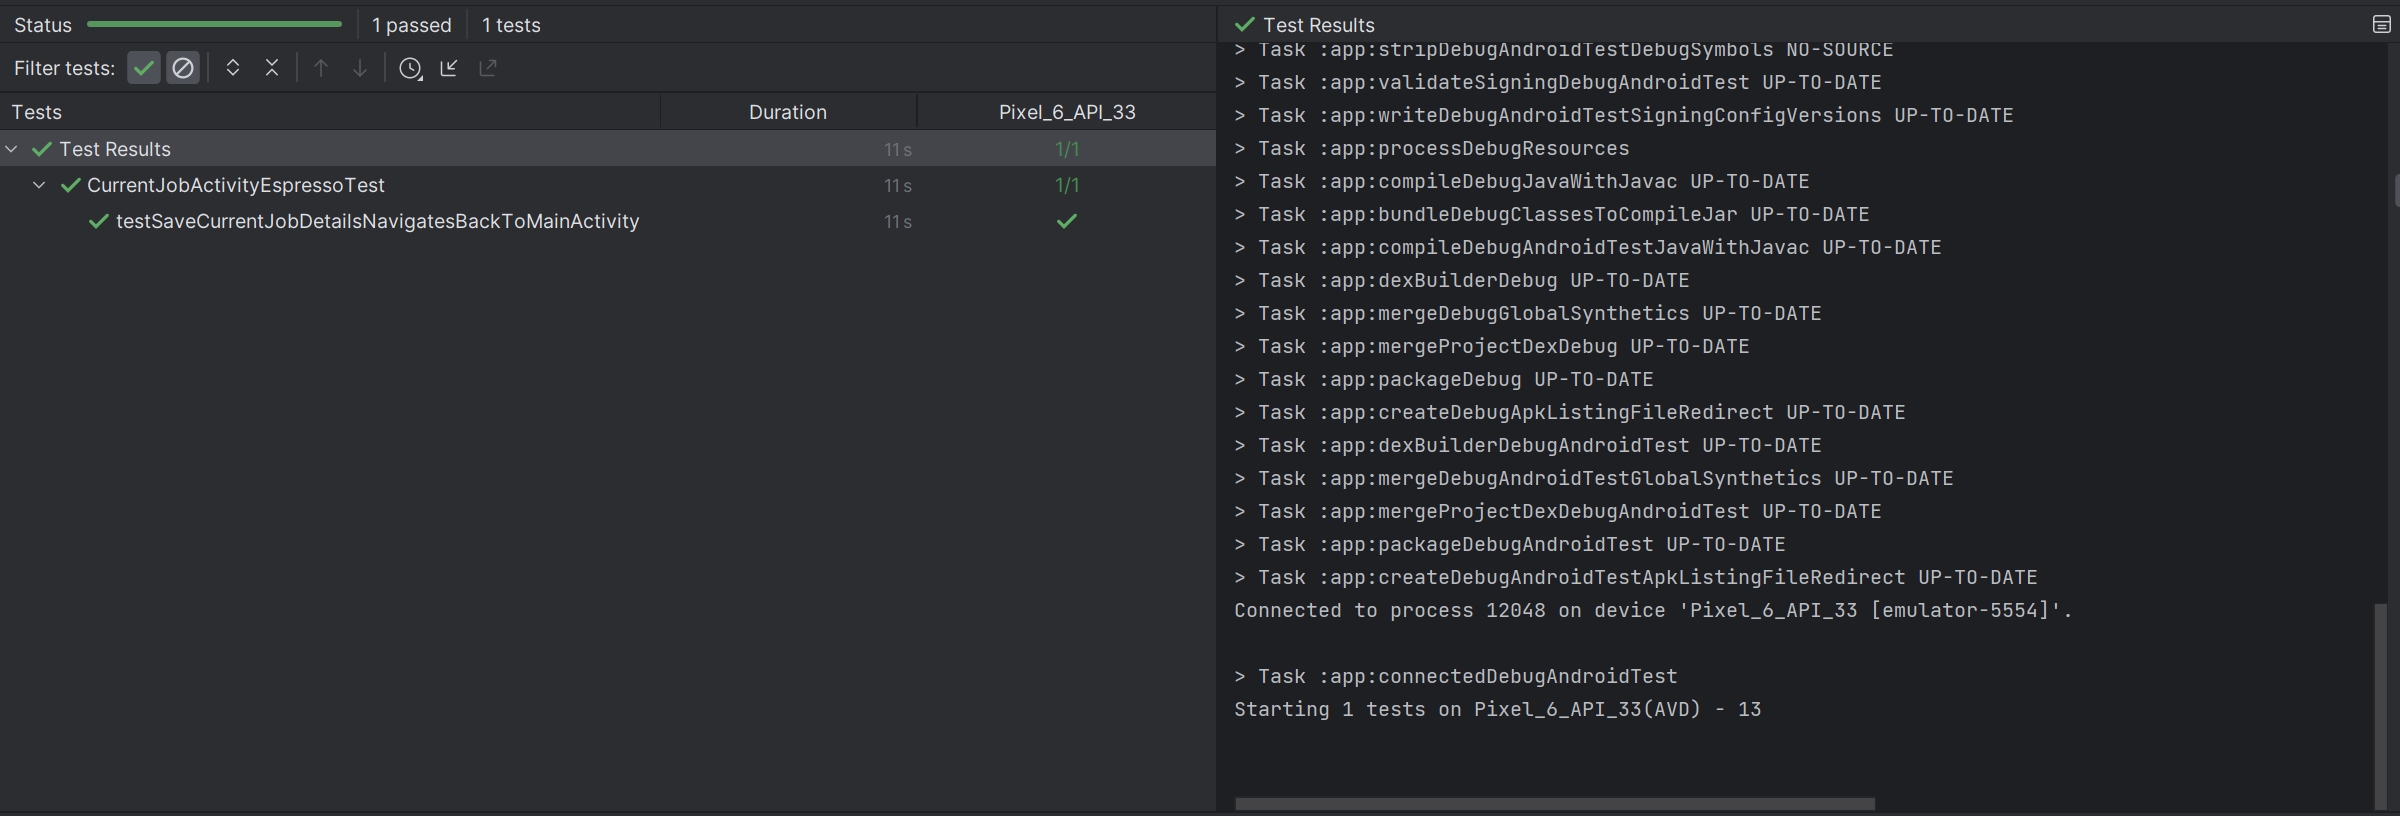 Status 1 passed 1 tests
Filter tests:
Tests Duration Pixel_6_API_33
Test Results 11 s 1/1
CurrentJobActivityEspressoTest 11 s 1/1
testSaveCurrentJobDetailsNavigatesBackToMainActivity 11 s
Test Results
> Task :app:stripDebugAndroidTestDebugSymbols NO-SOURCE
> Task :app:validateSigningDebugAndroidTest UP-TO-DATE
> Task :app:writeDebugAndroidTestSigningConfigVersions UP-TO-DATE
> Task :app:processDebugResources
> Task :app:compileDebugJavaWithJavac UP-TO-DATE
> Task :app:bundleDebugClassesToCompileJar UP-TO-DATE
> Task :app:compileDebugAndroidTestJavaWithJavac UP-TO-DATE
> Task :app:dexBuilderDebug UP-TO-DATE
> Task :app:mergeDebugGlobalSynthetics UP-TO-DATE
> Task :app:mergeProjectDexDebug UP-TO-DATE
> Task :app:packageDebug UP-TO-DATE
> Task :app:createDebugApkListingFileRedirect UP-TO-DATE
> Task :app:dexBuilderDebugAndroidTest UP-TO-DATE
> Task :app:mergeDebugAndroidTestGlobalSynthetics UP-TO-DATE
> Task :app:mergeProjectDexDebugAndroidTest UP-TO-DATE
> Task :app:packageDebugAndroidTest UP-TO-DATE
> Task :app:createDebugAndroidTestApkListingFileRedirect UP-TO-DATE
Connected to process 12048 on device 'Pixel_6_API_33 [emulator-5554]'.
> Task :app:connectedDebugAndroidTest
Starting 1 tests on Pixel_6_API_33(AVD) - 13